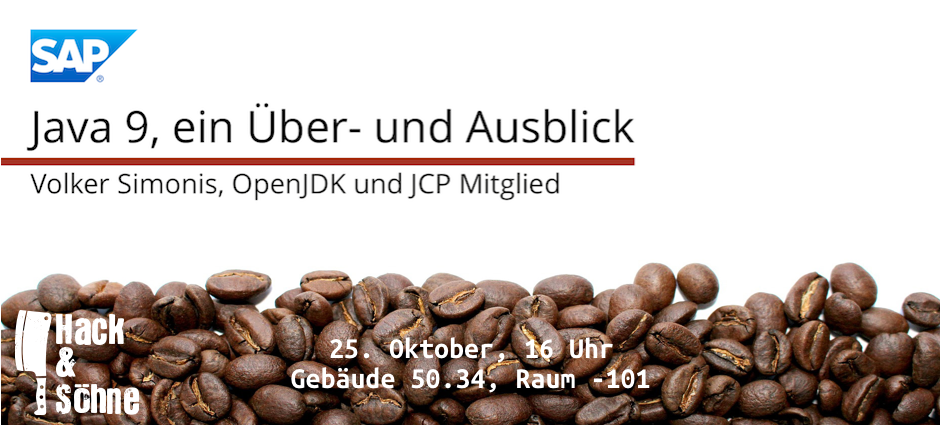 SAP®
Java 9, ein Über- und Ausblick
Volker Simonis, OpenJDK und JCP Mitglied
25. Oktober, 16 Uhr
Gebäude 50.34, Raum -101
Hack
&
Söhne